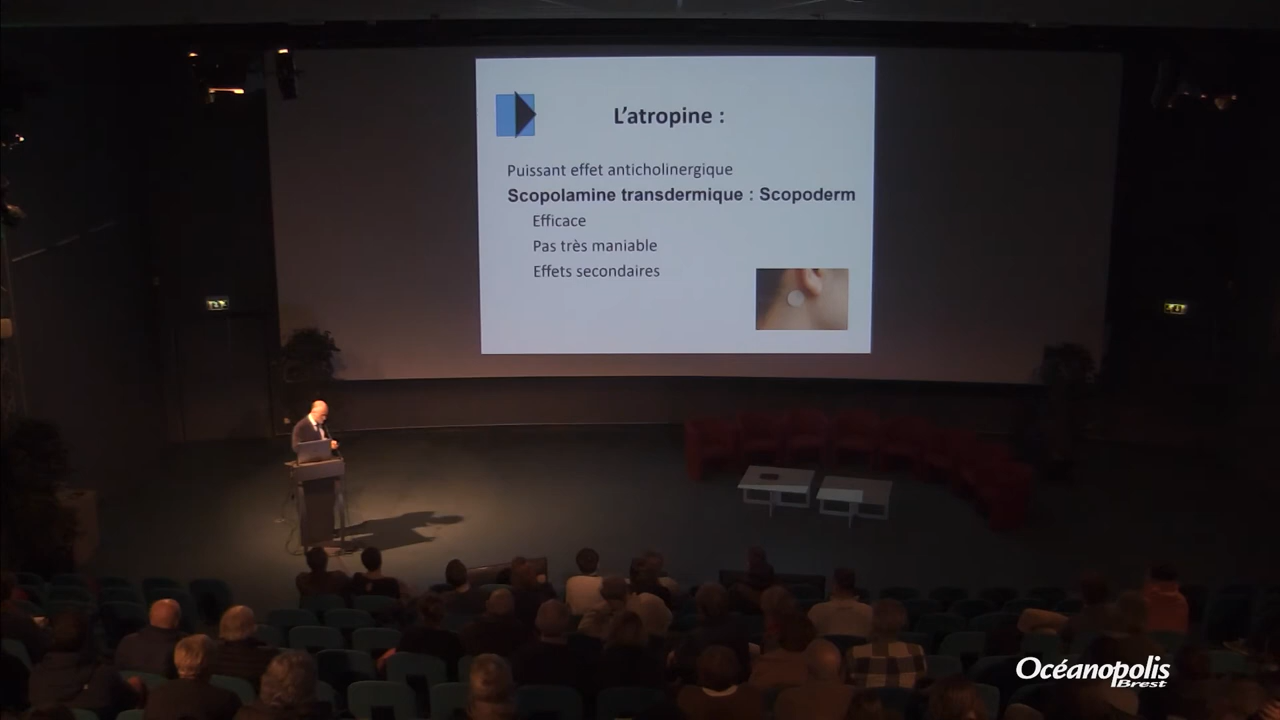 L'atropine :
Puissant effet anticholinergique
Scopolamine transdermique : Scopoderm
Efficace
Pas très maniable
Effets secondaires
Océanopolis
Brest